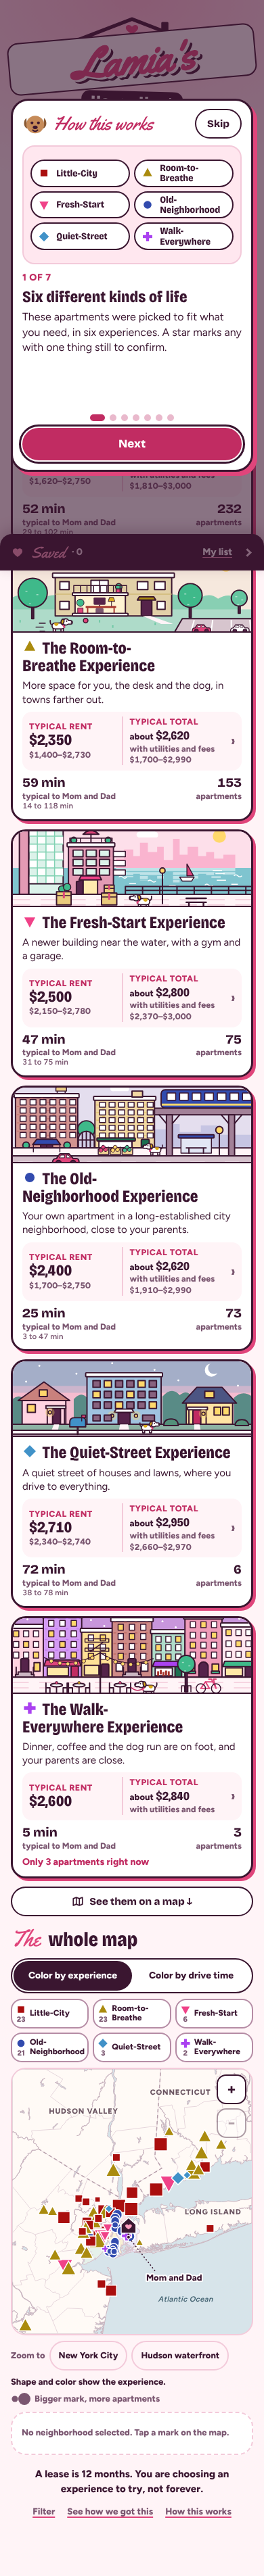 Lamia's
How this works
Skip
Little-City
Room-to-
Breathe
Fresh-Start
Old-
Neighborhood
Quiet-Street
Walk-
Everywhere
1 OF 7
Six different kinds of life
These apartments were picked to fit what
you need, in six experiences. A star marks any
with one thing still to confirm.
Next
$1,620–$2,750
with utilities and fees
$1,810–$3,000
52 min
232
typical to Mom and Dad
apartments
29 to 102 min
Saved · 0
My list
The Room-to-
Breathe Experience
More space for you, the desk and the dog, in
towns farther out.
TYPICAL RENT
$2,350
$1,400–$2,730
TYPICAL TOTAL
about $2,620
with utilities and fees
$1,700–$2,990
59 min
153
typical to Mom and Dad
apartments
14 to 118 min
The Fresh-Start Experience
A newer building near the water, with a gym and
a garage.
TYPICAL RENT
$2,500
$2,150–$2,780
TYPICAL TOTAL
about $2,800
with utilities and fees
$2,370–$3,000
47 min
75
typical to Mom and Dad
apartments
31 to 75 min
The Old-
Neighborhood Experience
Your own apartment in a long-established city
neighborhood, close to your parents.
TYPICAL RENT
$2,400
$1,700–$2,750
TYPICAL TOTAL
about $2,620
with utilities and fees
$1,910–$2,990
25 min
73
typical to Mom and Dad
apartments
3 to 47 min
The Quiet-Street Experience
A quiet street of houses and lawns, where you
drive to everything.
TYPICAL RENT
$2,710
$2,340–$2,740
TYPICAL TOTAL
about $2,950
with utilities and fees
$2,660–$2,970
72 min
6
typical to Mom and Dad
apartments
38 to 78 min
The Walk-
Everywhere Experience
Dinner, coffee and the dog run are on foot, and
your parents are close.
TYPICAL RENT
$2,600
TYPICAL TOTAL
about $2,840
with utilities and fees
5 min
3
typical to Mom and Dad
apartments
Only 3 apartments right now
See them on a map ↓
The whole map
Color by experience
Color by drive time
Little-City
23
Room-to-
Breathe
23
Fresh-Start
6
Old-
Neighborhood
21
Quiet-Street
3
Walk-
Everywhere
2
CONNECTICUT
HUDSON VALLEY
LONG ISLAND
Mom and Dad
Atlantic Ocean
+
−
Zoom to
New York City
Hudson waterfront
Shape and color show the experience.
Bigger mark, more apartments
No neighborhood selected. Tap a mark on the map.
A lease is 12 months. You are choosing an
experience to try, not forever.
Filter
See how we got this
How this works